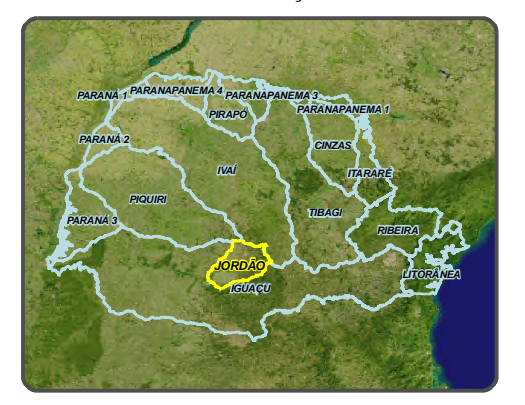 PARANÁ 1
PARANAPANEMA 4
PARANAPANEMA 3
PARANAPANEMA 1
PIRAPÓ
PARANÁ 2
CINZAS
IVAÍ
ITARARÉ
PIQUIRI
TIBAGI
PARANÁ 3
RIBEIRA
JORDÃO
LITORÂNEA
IGUAÇU